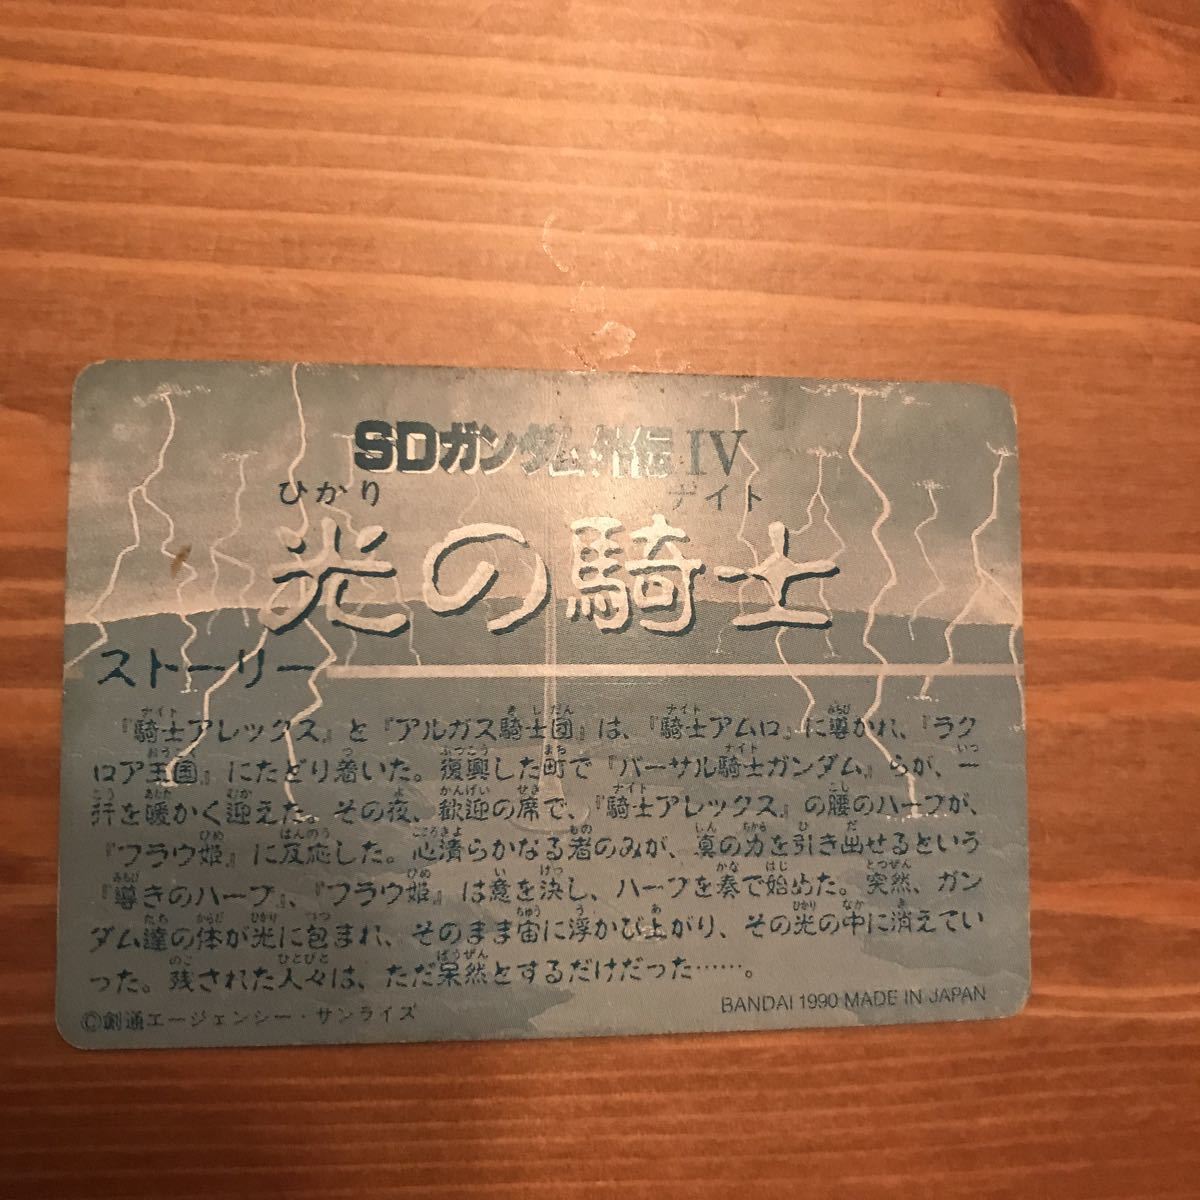 SDガンダム外伝 IV
ひかり ナイト
光の騎士
ストーリー
『騎士アレックス』と『アルガス騎士団』は、『騎士アムロ』に導かれ、『ラク
ロア王国』にたどり着いた。復興した町で『バーサル騎士ガンダム』らが、一
行を暖かく迎えた。その夜、歓迎の席で、『騎士アレックス』の腰のハープが、
『フラウ姫』に反応した。心清らかなる者のみが、真の力を引き出せるという
『導きのハープ』、『フラウ姫』は意を決し、ハープを奏で始めた。突然、ガン
ダム達の体が光に包まれ、そのまま宙に浮かび上がり、その光の中に消えてい
った。残された人々は、ただ呆然とするだけだった……。
BANDAI 1990 MADE IN JAPAN
©創通エージェンシー・サンライズ